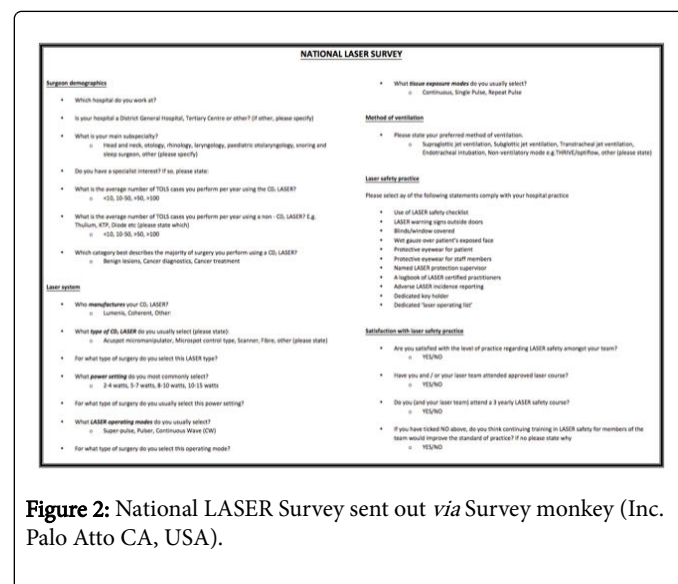 NATIONAL LASER SURVEY
Surgeon demographics
• Which hospital do you work at?
• Is your hospital a District General Hospital, Tertiary Centre or other? (if other, please specify)
• What is your main subspecialty?
o Head and neck, otology, rhinology, laryngology, paediatric otolaryngology, snoring and
sleep surgeon, other (please specify)
• Do you have a specialist interest? If so, please state:
• What is the average number of TOLS cases you perform per year using the CO₂ LASER?
o <10, 10-50, >50, >100
• What is the average number of TOLS cases you perform per year using a non - CO₂ LASER? E.g.
Thulium, KTP, Diode etc (please state which)
o <10, 10-50, >50, >100
• Which category best describes the majority of surgery you perform using a CO₂ LASER?
o Benign lesions, Cancer diagnostics, Cancer treatment
Laser system
• Who manufactures your CO₂ LASER?
o Lumenis, Coherent, Other:
• What type of CO₂ LASER do you usually select (please state):
o Acuspot micromanipulator, Microspot control type, Scanner, Fibre, other (please state)
• For what type of surgery do you select this LASER type?
• What power setting do you most commonly select?
o 2-4 watts, 5-7 watts, 8-10 watts, 10-15 watts
• For what type of surgery do you usually select this power setting?
• What LASER operating modes do you usually select?
o Super-pulse, Pulser, Continuous Wave (CW)
• For what type of surgery do you select this operating mode?
• What tissue exposure modes do you usually select?
o Continuous, Single Pulse, Repeat Pulse
Method of ventilation
• Please state your preferred method of ventilation.
o Supraglottic jet ventilation, Subglottic jet ventilation, Transtracheal jet ventilation,
Endotracheal intubation, Non-ventilatory mode e.g.THRIVE/optiflow, other (please state)
Laser safety practice
Please select ay of the following statements comply with your hospital practice
• Use of LASER safety checklist
• LASER warning signs outside doors
• Blinds/window covered
• Wet gauze over patient's exposed face
• Protective eyewear for patient
• Protective eyewear for staff members
• Named LASER protection supervisor
• A logbook of LASER certified practitioners
• Adverse LASER incidence reporting
• Dedicated key holder
• Dedicated 'laser operating list'
Satisfaction with laser safety practice
• Are you satisfied with the level of practice regarding LASER safety amongst your team?
o YES/NO
• Have you and / or your laser team attended approved laser course?
o YES/NO
• Do you (and your laser team) attend a 3 yearly LASER safety course?
o YES/NO
• If you have ticked NO above, do you think continuing training in LASER safety for members of the
team would improve the standard of practice? If no please state why
o YES/NO
Figure 2: National LASER Survey sent out via Survey monkey (Inc.
Palo Atto CA, USA).